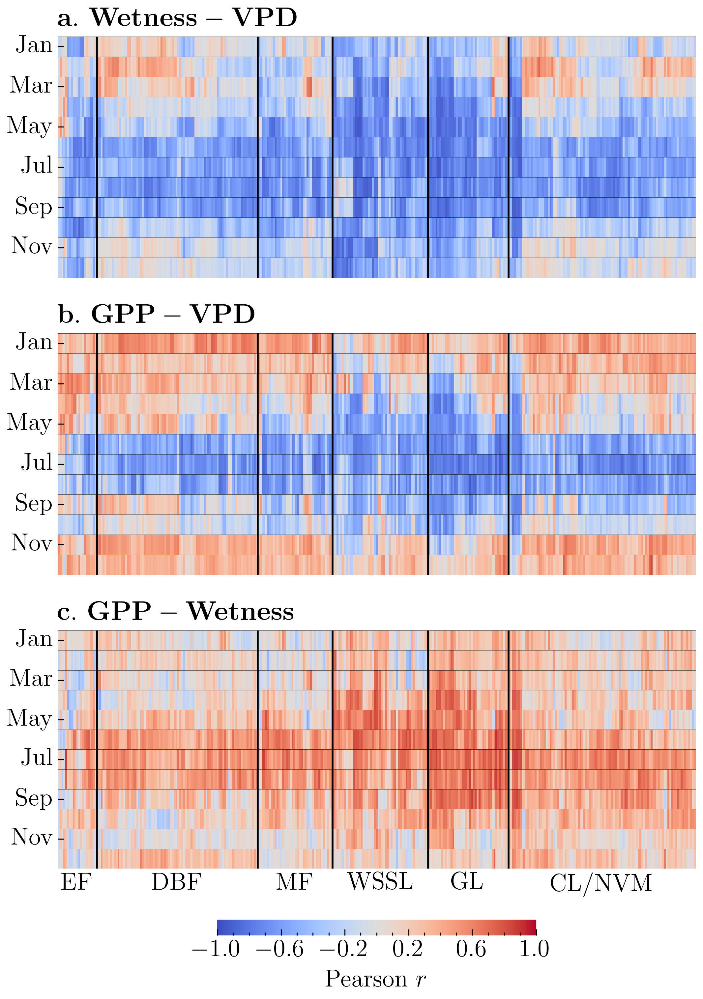 a. Wetness – VPD
Jan
Mar
May
Jul
Sep
Nov
b. GPP – VPD
Jan
Mar
May
Jul
Sep
Nov
c. GPP – Wetness
Jan
Mar
May
Jul
Sep
Nov
EF DBF MF WSSL GL CL/NVM
−1.0 −0.6 −0.2 0.2 0.6 1.0
Pearson r